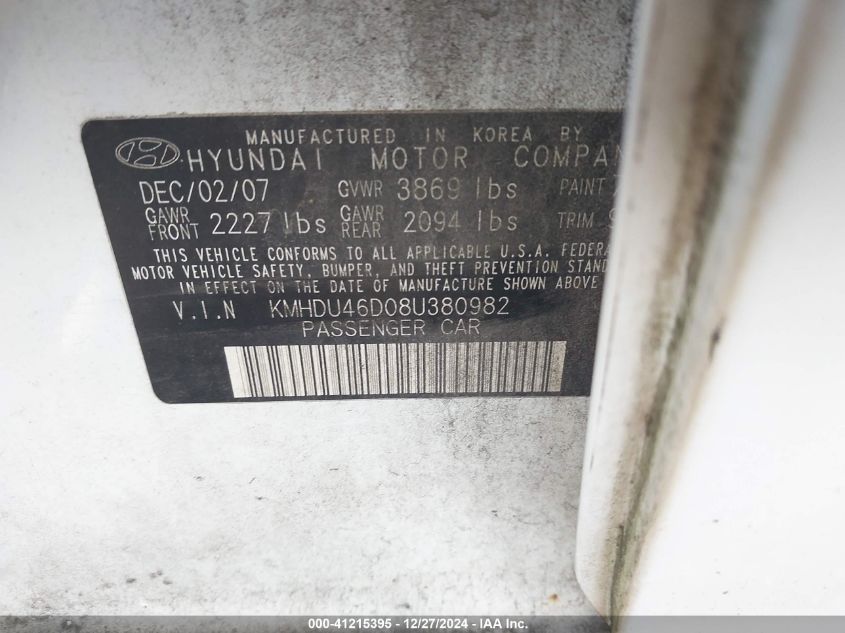 MANUFACTURED IN KOREA BY
HYUNDAI MOTOR COMPAN
DEC/02/07 GVWR 3869 lbs PAINT
GAWR FRONT 2227 lbs GAWR REAR 2094 lbs TRIM
THIS VEHICLE CONFORMS TO ALL APPLICABLE U.S.A. FEDERA
MOTOR VEHICLE SAFETY, BUMPER, AND THEFT PREVENTION STAND
IN EFFECT ON THE DATE OF MANUFACTURE SHOWN ABOVE
V.I.N KMHDU46D08U380982
PASSENGER CAR
000-41215395 - 12/27/2024 - IAA Inc.